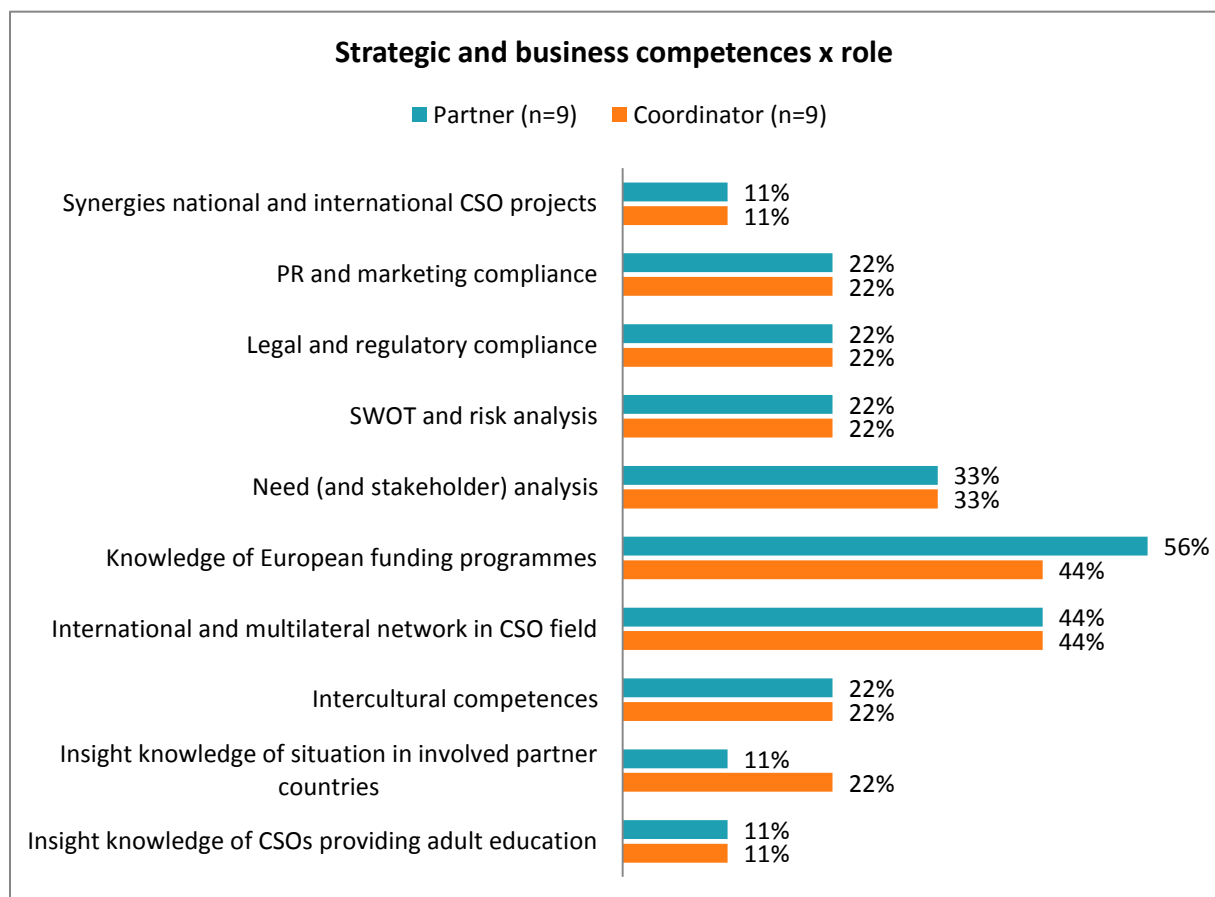 Strategic and business competences x role
Partner (n=9) Coordinator (n=9)
Synergies national and international CSO projects
11%
11%
PR and marketing compliance
22%
22%
Legal and regulatory compliance
22%
22%
SWOT and risk analysis
22%
22%
Need (and stakeholder) analysis
33%
33%
Knowledge of European funding programmes
56%
44%
International and multilateral network in CSO field
44%
44%
Intercultural competences
22%
22%
Insight knowledge of situation in involved partner
countries
11%
22%
Insight knowledge of CSOs providing adult education
11%
11%